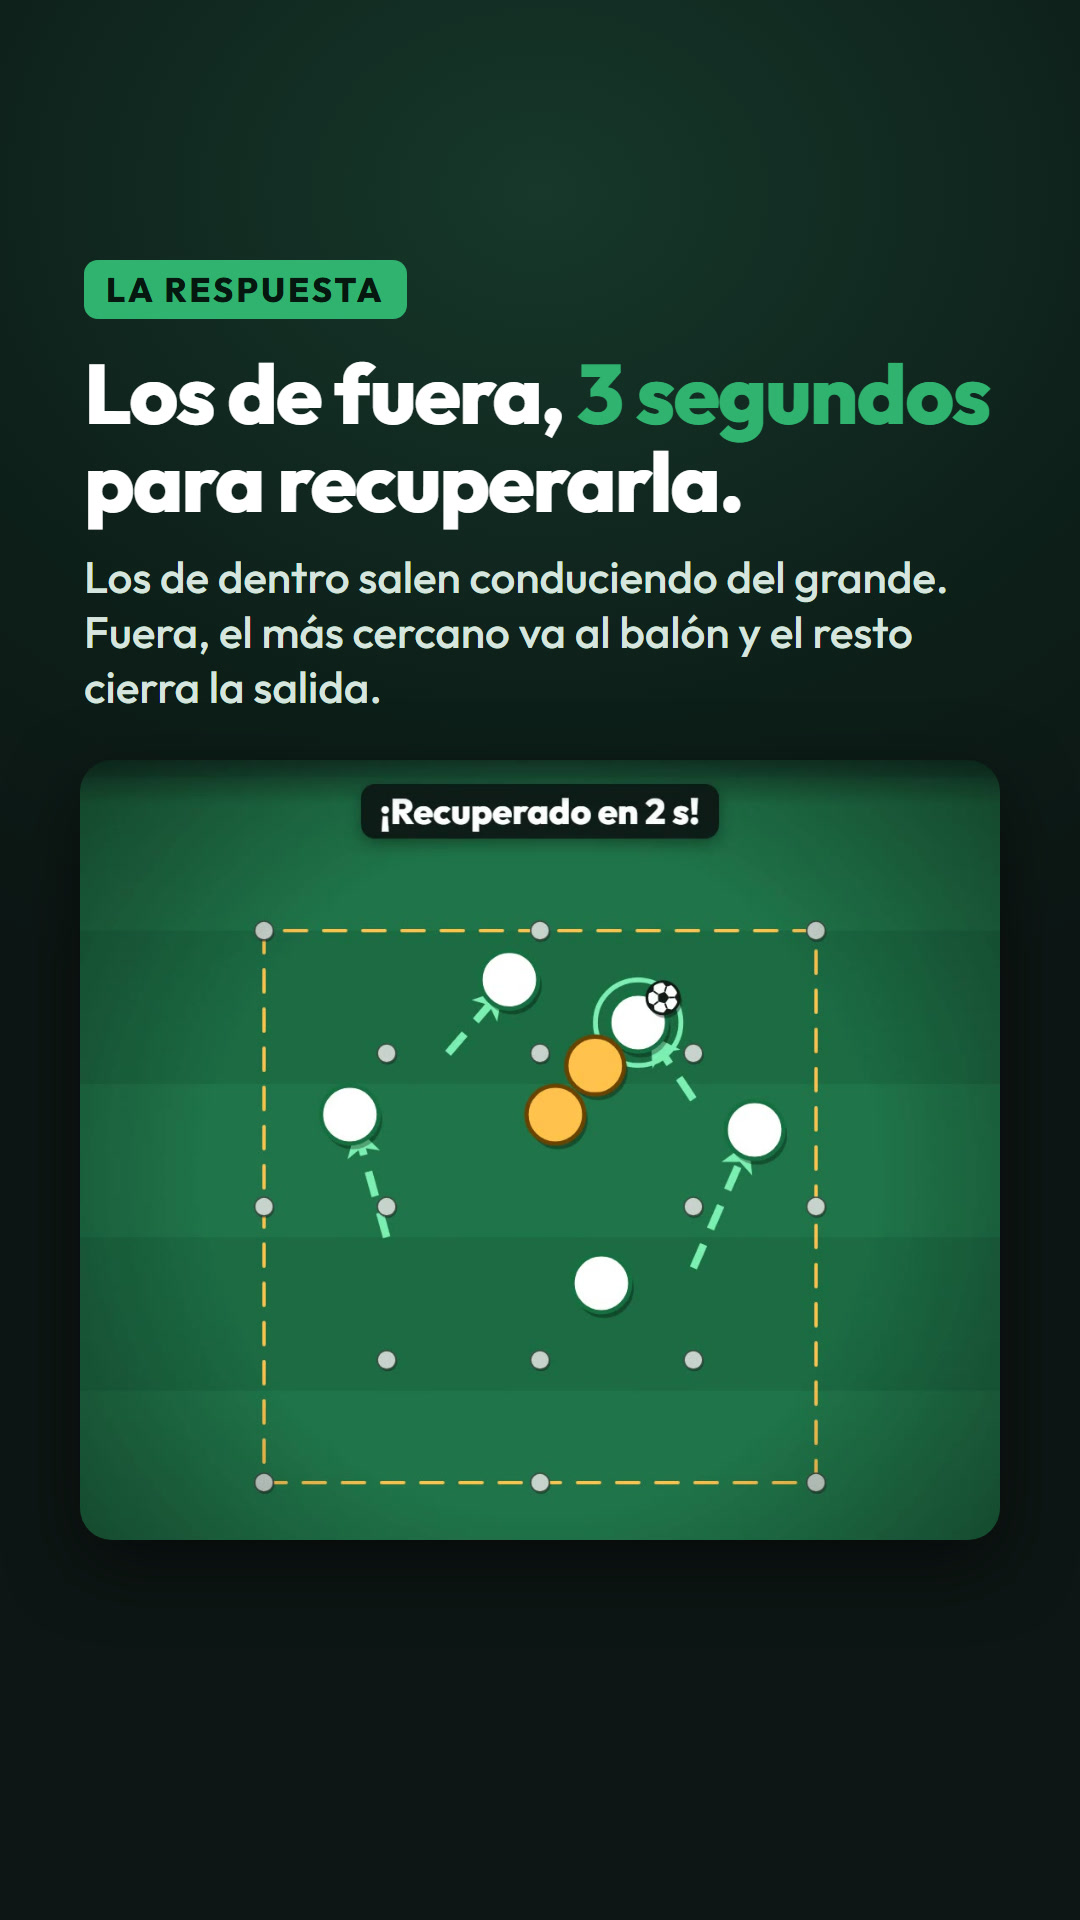 LA RESPUESTA
Los de fuera, 3 segundos
para recuperarla.
Los de dentro salen conduciendo del grande.
Fuera, el más cercano va al balón y el resto
cierra la salida.
¡Recuperado en 2 s!